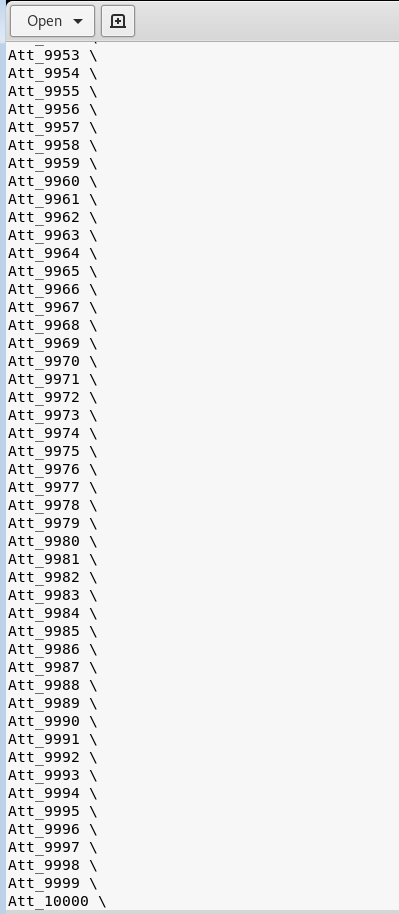 Open
Att_9953 \
Att_9954 \
Att_9955 \
Att_9956 \
Att_9957 \
Att_9958 \
Att_9959 \
Att_9960 \
Att_9961 \
Att_9962 \
Att_9963 \
Att_9964 \
Att_9965 \
Att_9966 \
Att_9967 \
Att_9968 \
Att_9969 \
Att_9970 \
Att_9971 \
Att_9972 \
Att_9973 \
Att_9974 \
Att_9975 \
Att_9976 \
Att_9977 \
Att_9978 \
Att_9979 \
Att_9980 \
Att_9981 \
Att_9982 \
Att_9983 \
Att_9984 \
Att_9985 \
Att_9986 \
Att_9987 \
Att_9988 \
Att_9989 \
Att_9990 \
Att_9991 \
Att_9992 \
Att_9993 \
Att_9994 \
Att_9995 \
Att_9996 \
Att_9997 \
Att_9998 \
Att_9999 \
Att_10000 \